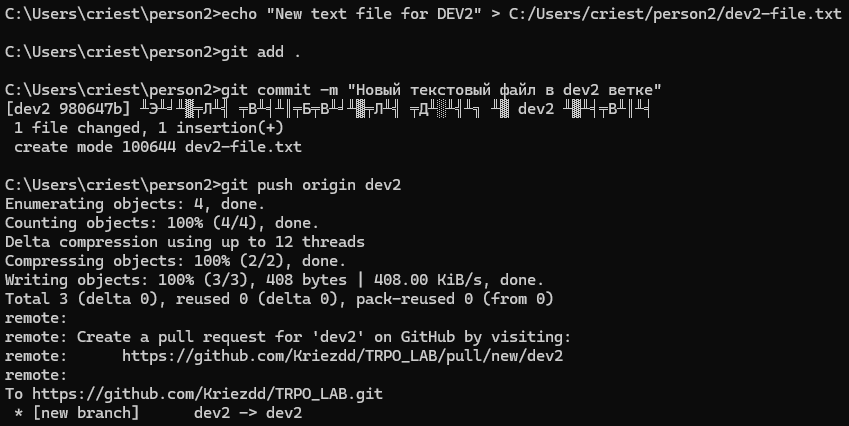 C:\Users\criest\person2>echo "New text file for DEV2" > C:/Users/criest/person2/dev2-file.txt
C:\Users\criest\person2>git add .
C:\Users\criest\person2>git commit -m "Новый текстовый файл в dev2 ветке"
[dev2 980647b] dev2
1 file changed, 1 insertion(+)
create mode 100644 dev2-file.txt
C:\Users\criest\person2>git push origin dev2
Enumerating objects: 4, done.
Counting objects: 100% (4/4), done.
Delta compression using up to 12 threads
Compressing objects: 100% (2/2), done.
Writing objects: 100% (3/3), 408 bytes | 408.00 KiB/s, done.
Total 3 (delta 0), reused 0 (delta 0), pack-reused 0 (from 0)
remote:
remote: Create a pull request for 'dev2' on GitHub by visiting:
remote:      https://github.com/Kriezdd/TRPO_LAB/pull/new/dev2
remote:
To https://github.com/Kriezdd/TRPO_LAB.git
* [new branch]      dev2 -> dev2